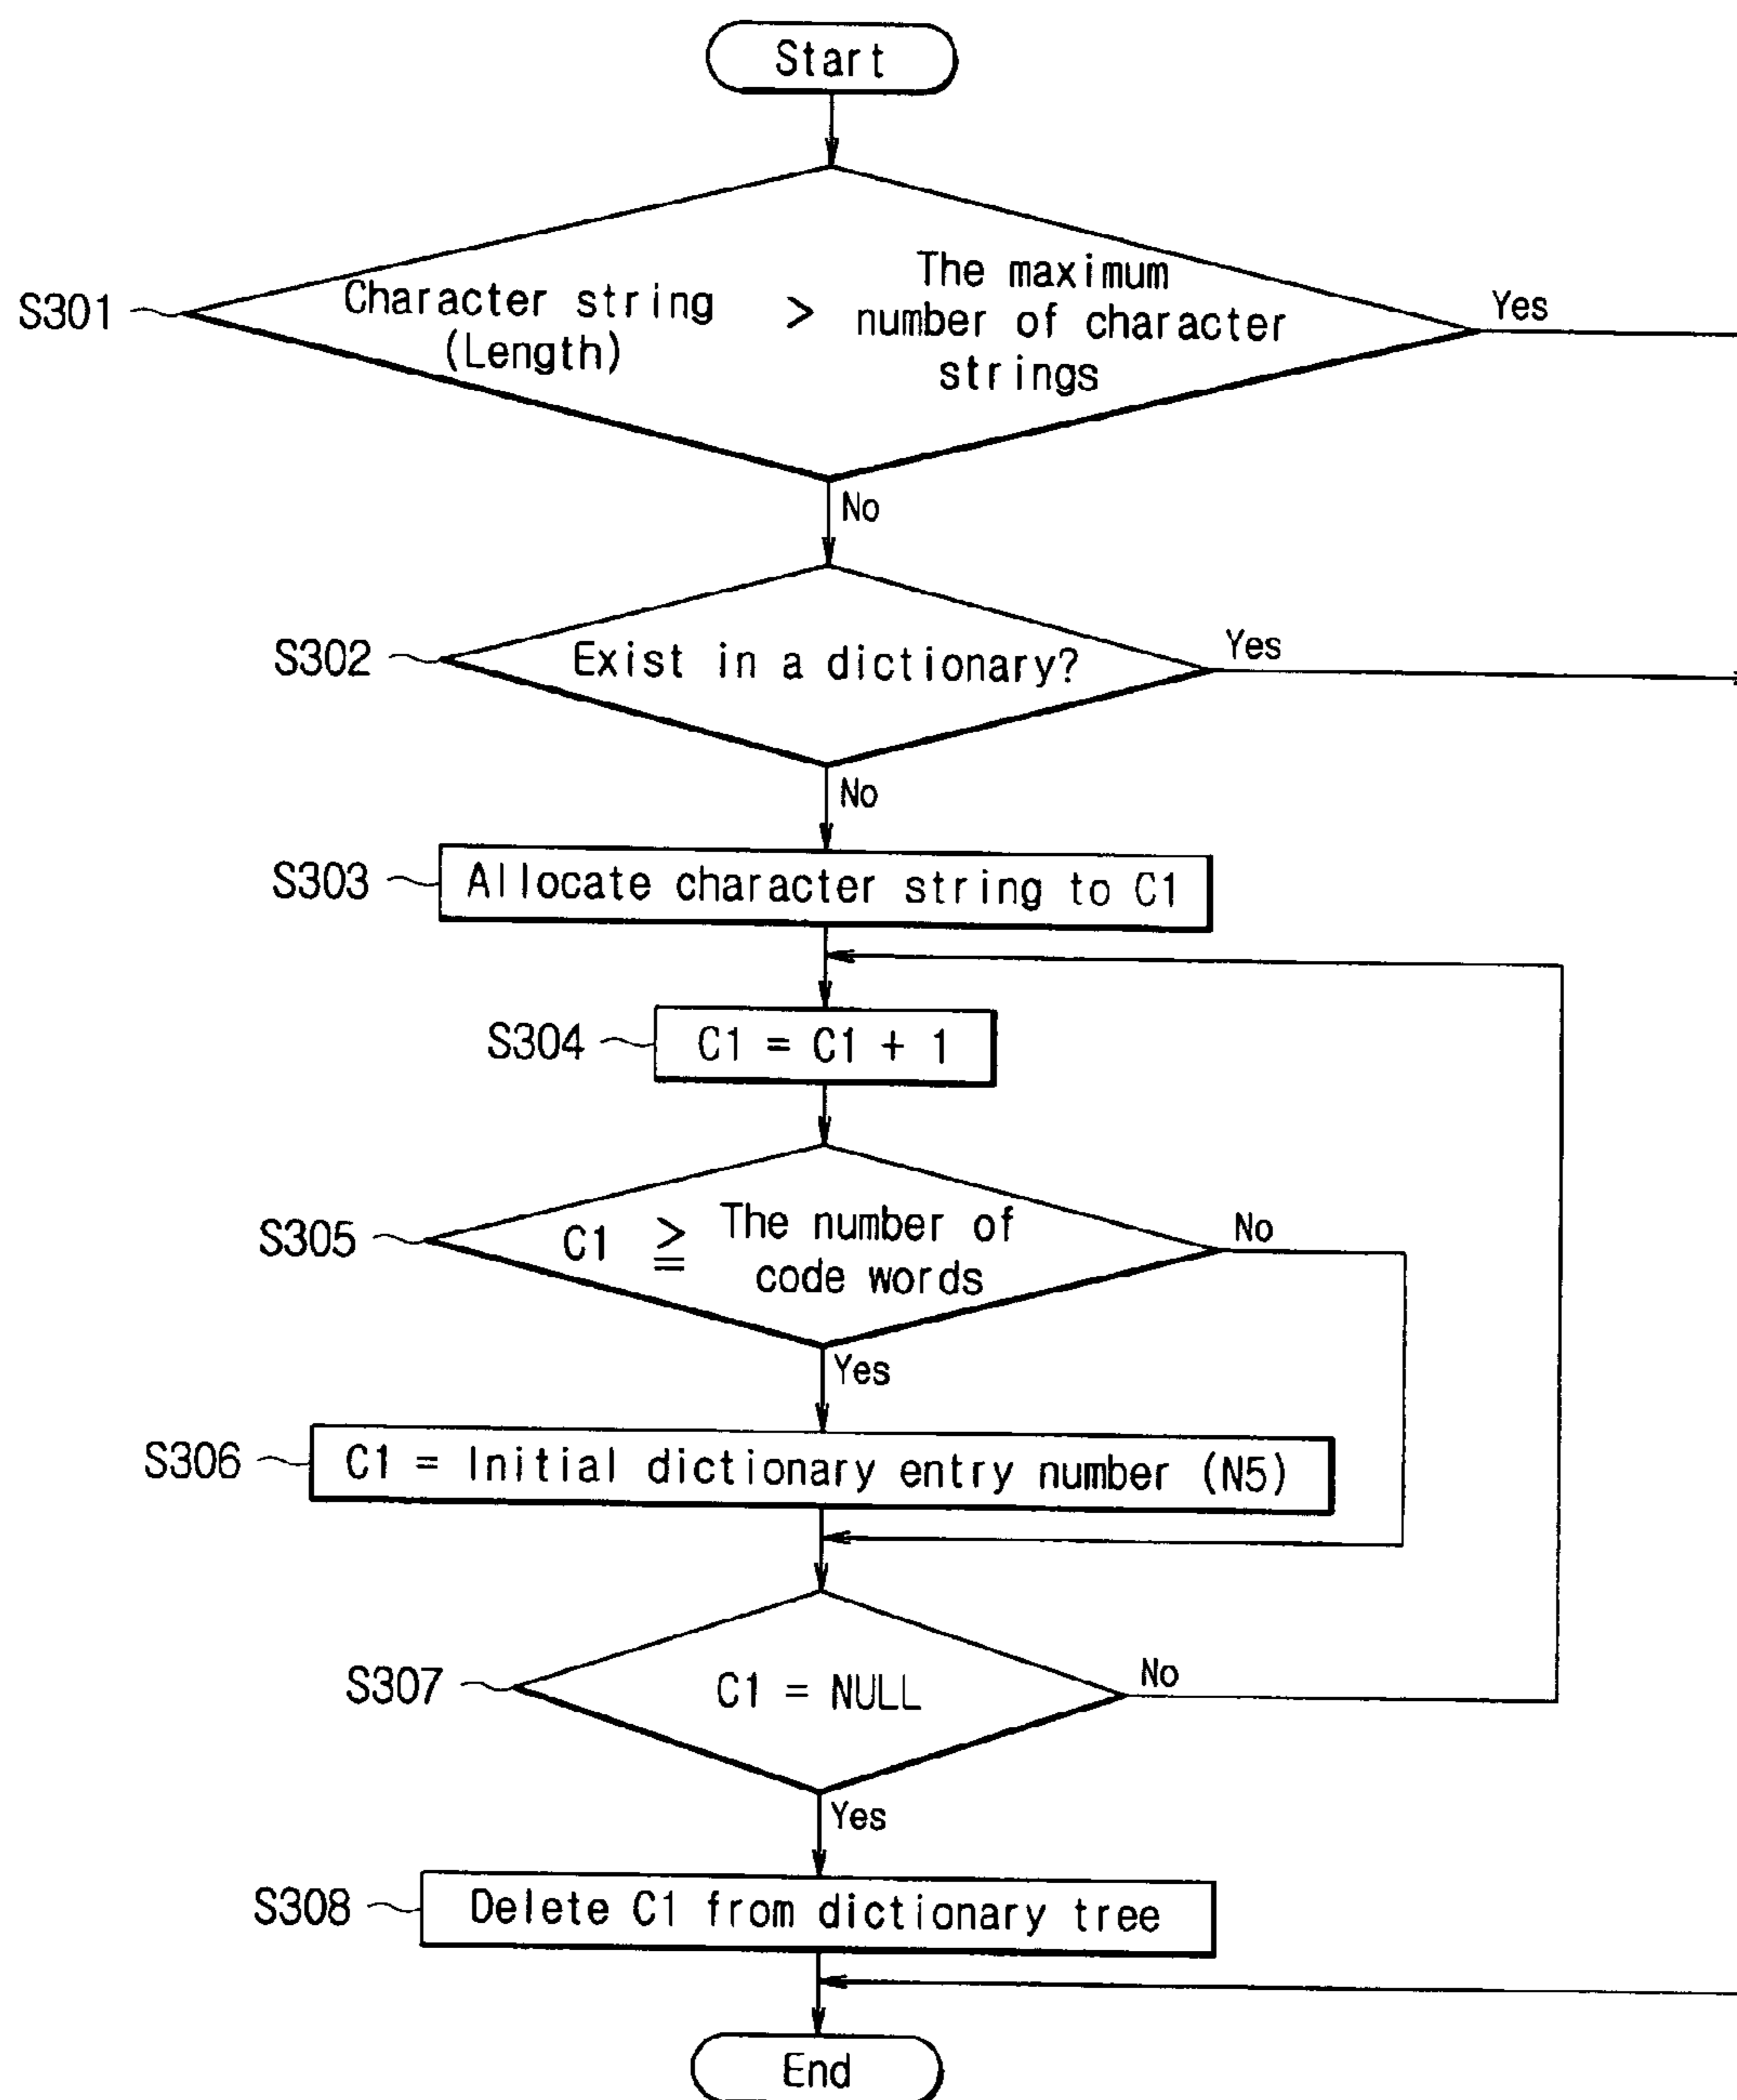 Start
S301
Character string
(Length)
>
The maximum
number of character
strings
Yes
No
S302
Exist in a dictionary?
Yes
No
S303
Allocate character string to C1
S304
C1 = C1 + 1
S305
C1 ≧ The number of
code words
No
Yes
S306
C1 = Initial dictionary entry number (N5)
S307
C1 = NULL
No
Yes
S308
Delete C1 from dictionary tree
End